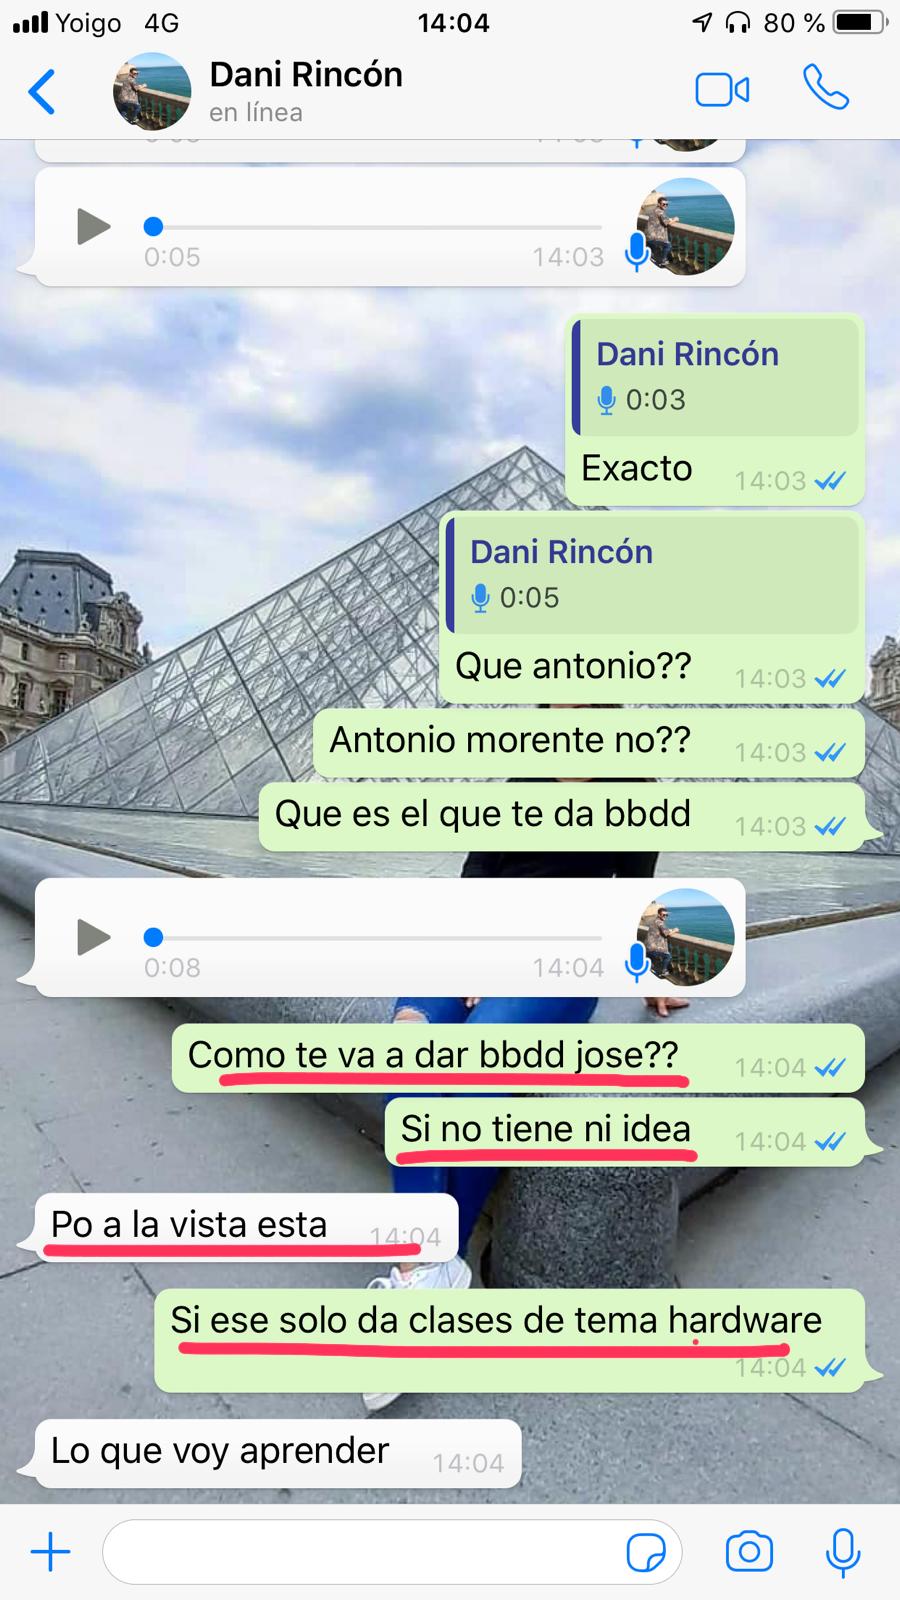 Yoigo 4G 14:04 80 %
Dani Rincón
en línea
0:05 14:03
Dani Rincón
0:03
Exacto 14:03
Dani Rincón
0:05
Que antonio?? 14:03
Antonio morente no?? 14:03
Que es el que te da bbdd 14:03
0:08 14:04
Como te va a dar bbdd jose?? 14:04
Si no tiene ni idea 14:04
Po a la vista esta 14:04
Si ese solo da clases de tema hardware
14:04
Lo que voy aprender 14:04